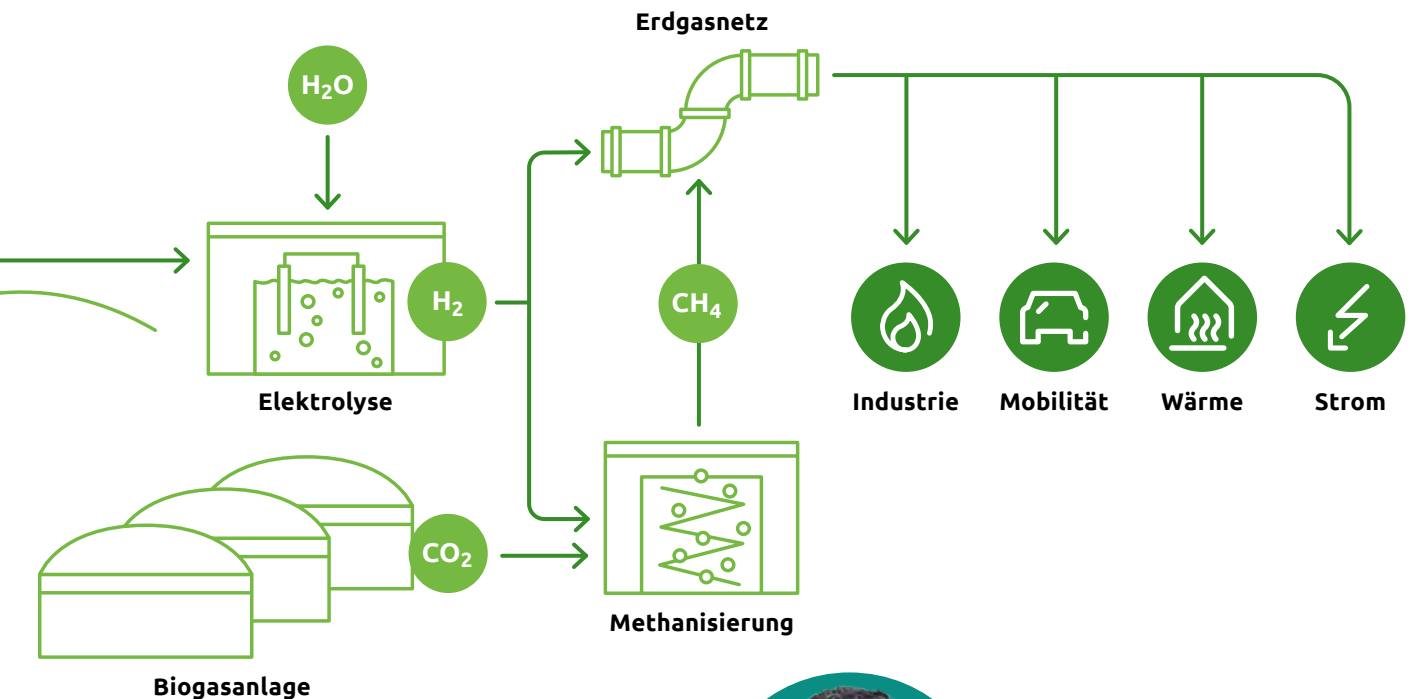 Erdgasnetz
H₂O
H₂
CH₄
Elektrolyse
Industrie
Mobilität
Wärme
Strom
CO₂
Methanisierung
Biogasanlage